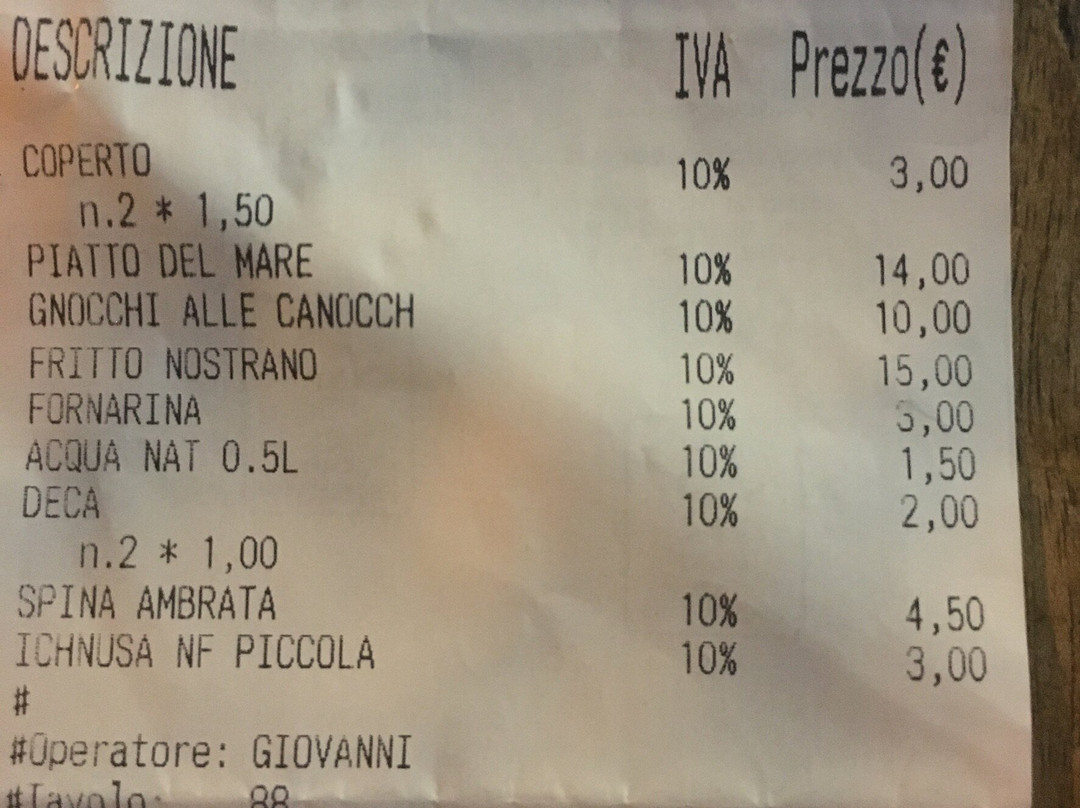 DESCRIZIONE IVA Prezzo(€)
COPERTO 10% 3,00
n.2 * 1,50
PIATTO DEL MARE 10% 14,00
GNOCCHI ALLE CANOCCH 10% 10,00
FRITTO NOSTRANO 10% 15,00
FORNARINA 10% 3,00
ACQUA NAT 0.5L 10% 1,50
DECA 10% 2,00
n.2 * 1,00
SPINA AMBRATA 10% 4,50
ICHNUSA NF PICCOLA 10% 3,00
#
#Operatore: GIOVANNI
#Tavolo: 88